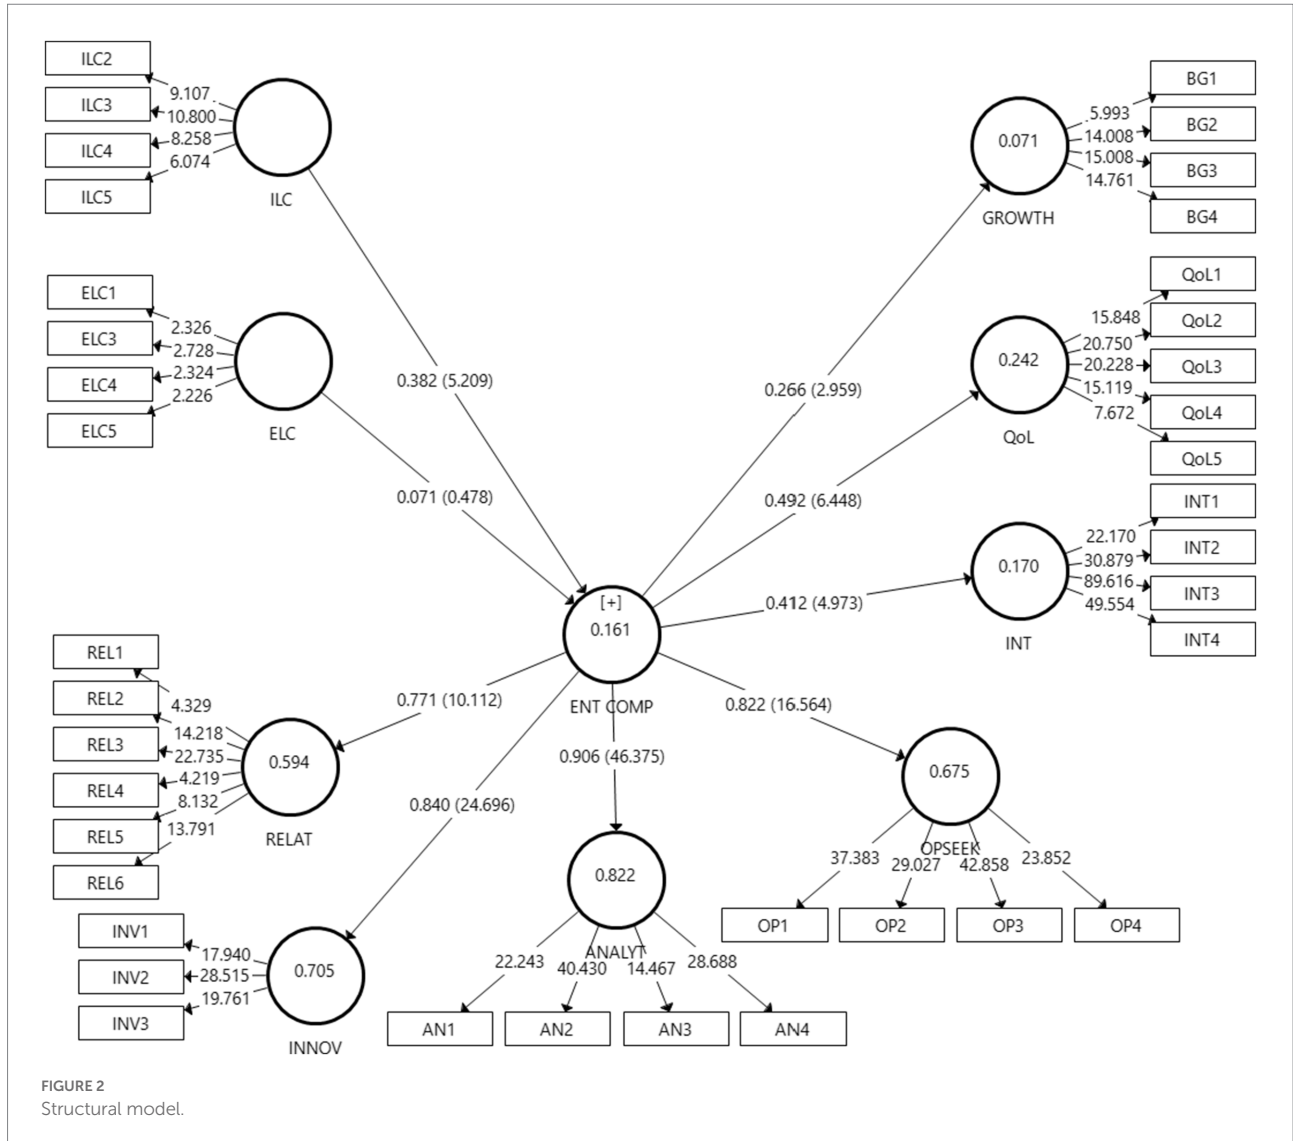 ILC2
ILC3
ILC4
ILC5
9.107
10.800
8.258
6.074
ILC
ELC1
ELC3
ELC4
ELC5
2.326
2.728
2.324
2.226
ELC
0.382 (5.209)
0.071 (0.478)
0.071
GROWTH
5.993
14.008
15.008
14.761
BG1
BG2
BG3
BG4
0.266 (2.959)
0.242
QoL
15.848
20.750
20.228
15.119
7.672
QoL1
QoL2
QoL3
QoL4
QoL5
0.492 (6.448)
0.170
INT
22.170
30.879
89.616
49.554
INT1
INT2
INT3
INT4
0.412 (4.973)
[+]
0.161
ENT COMP
REL1
REL2
REL3
REL4
REL5
REL6
4.329
14.218
22.735
4.219
8.132
13.791
0.594
RELAT
0.771 (10.112)
0.840 (24.696)
0.906 (46.375)
0.822 (16.564)
INV1
INV2
INV3
17.940
28.515
19.761
0.705
INNOV
0.822
ANALYT
22.243
40.430
14.467
28.688
AN1
AN2
AN3
AN4
0.675
OPSEEK
37.383
29.027
42.858
23.852
OP1
OP2
OP3
OP4
FIGURE 2
Structural model.